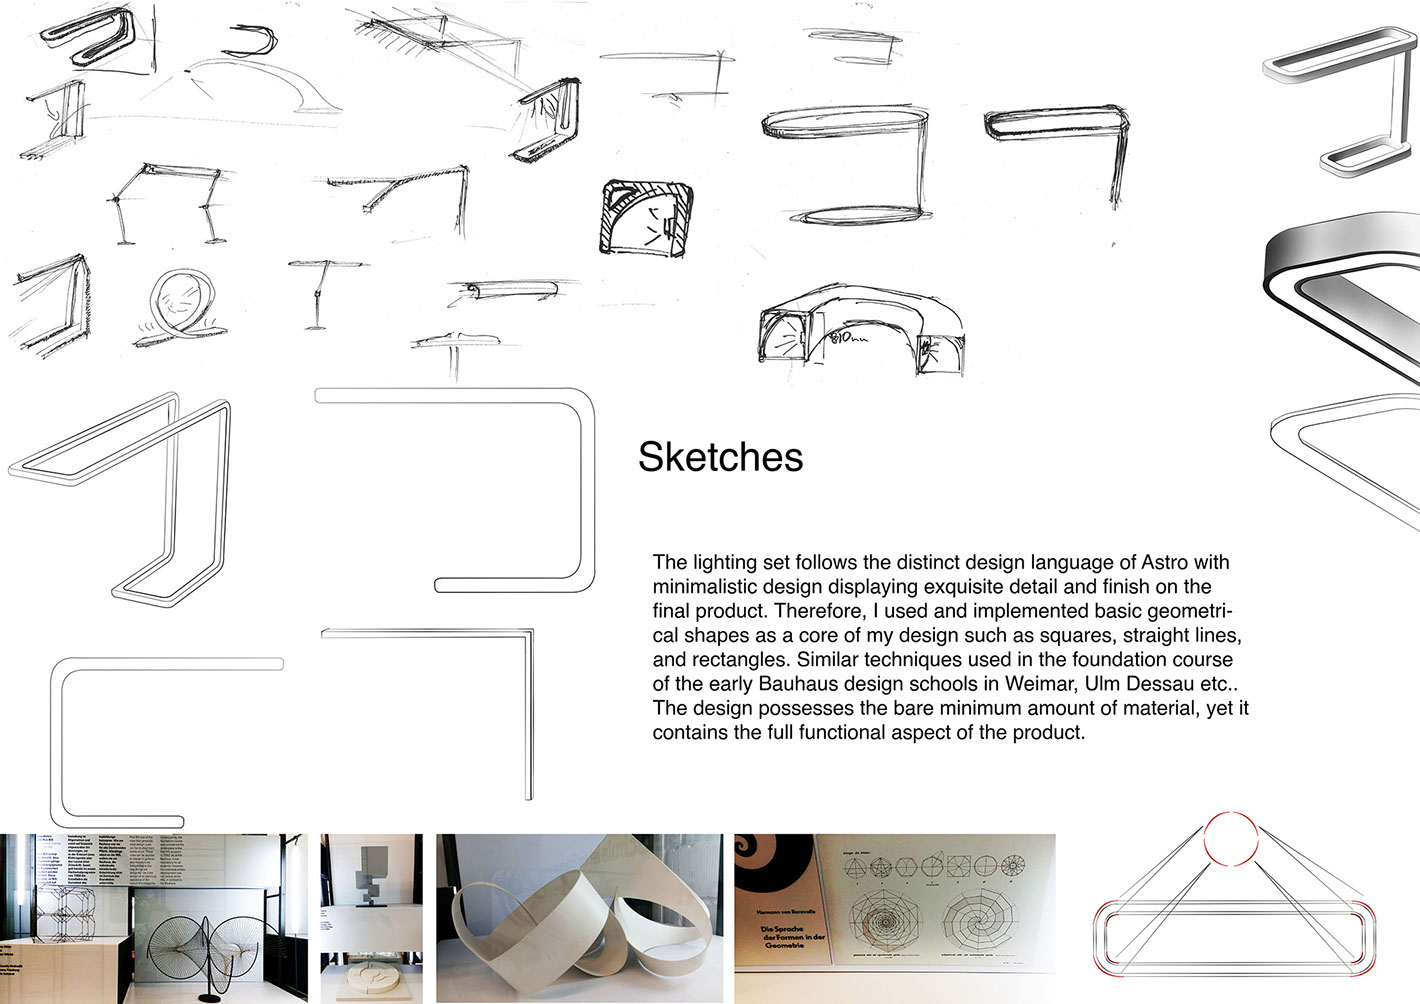 810mm
Sketches
The lighting set follows the distinct design language of Astro with
minimalistic design displaying exquisite detail and finish on the
final product. Therefore, I used and implemented basic geometri-
cal shapes as a core of my design such as squares, straight lines,
and rectangles. Similar techniques used in the foundation course
of the early Bauhaus design schools in Weimar, Ulm Dessau etc..
The design possesses the bare minimum amount of material, yet it
contains the full functional aspect of the product.
Hermann von Baravalle
Die Sprache
der Formen in der
Geometrie